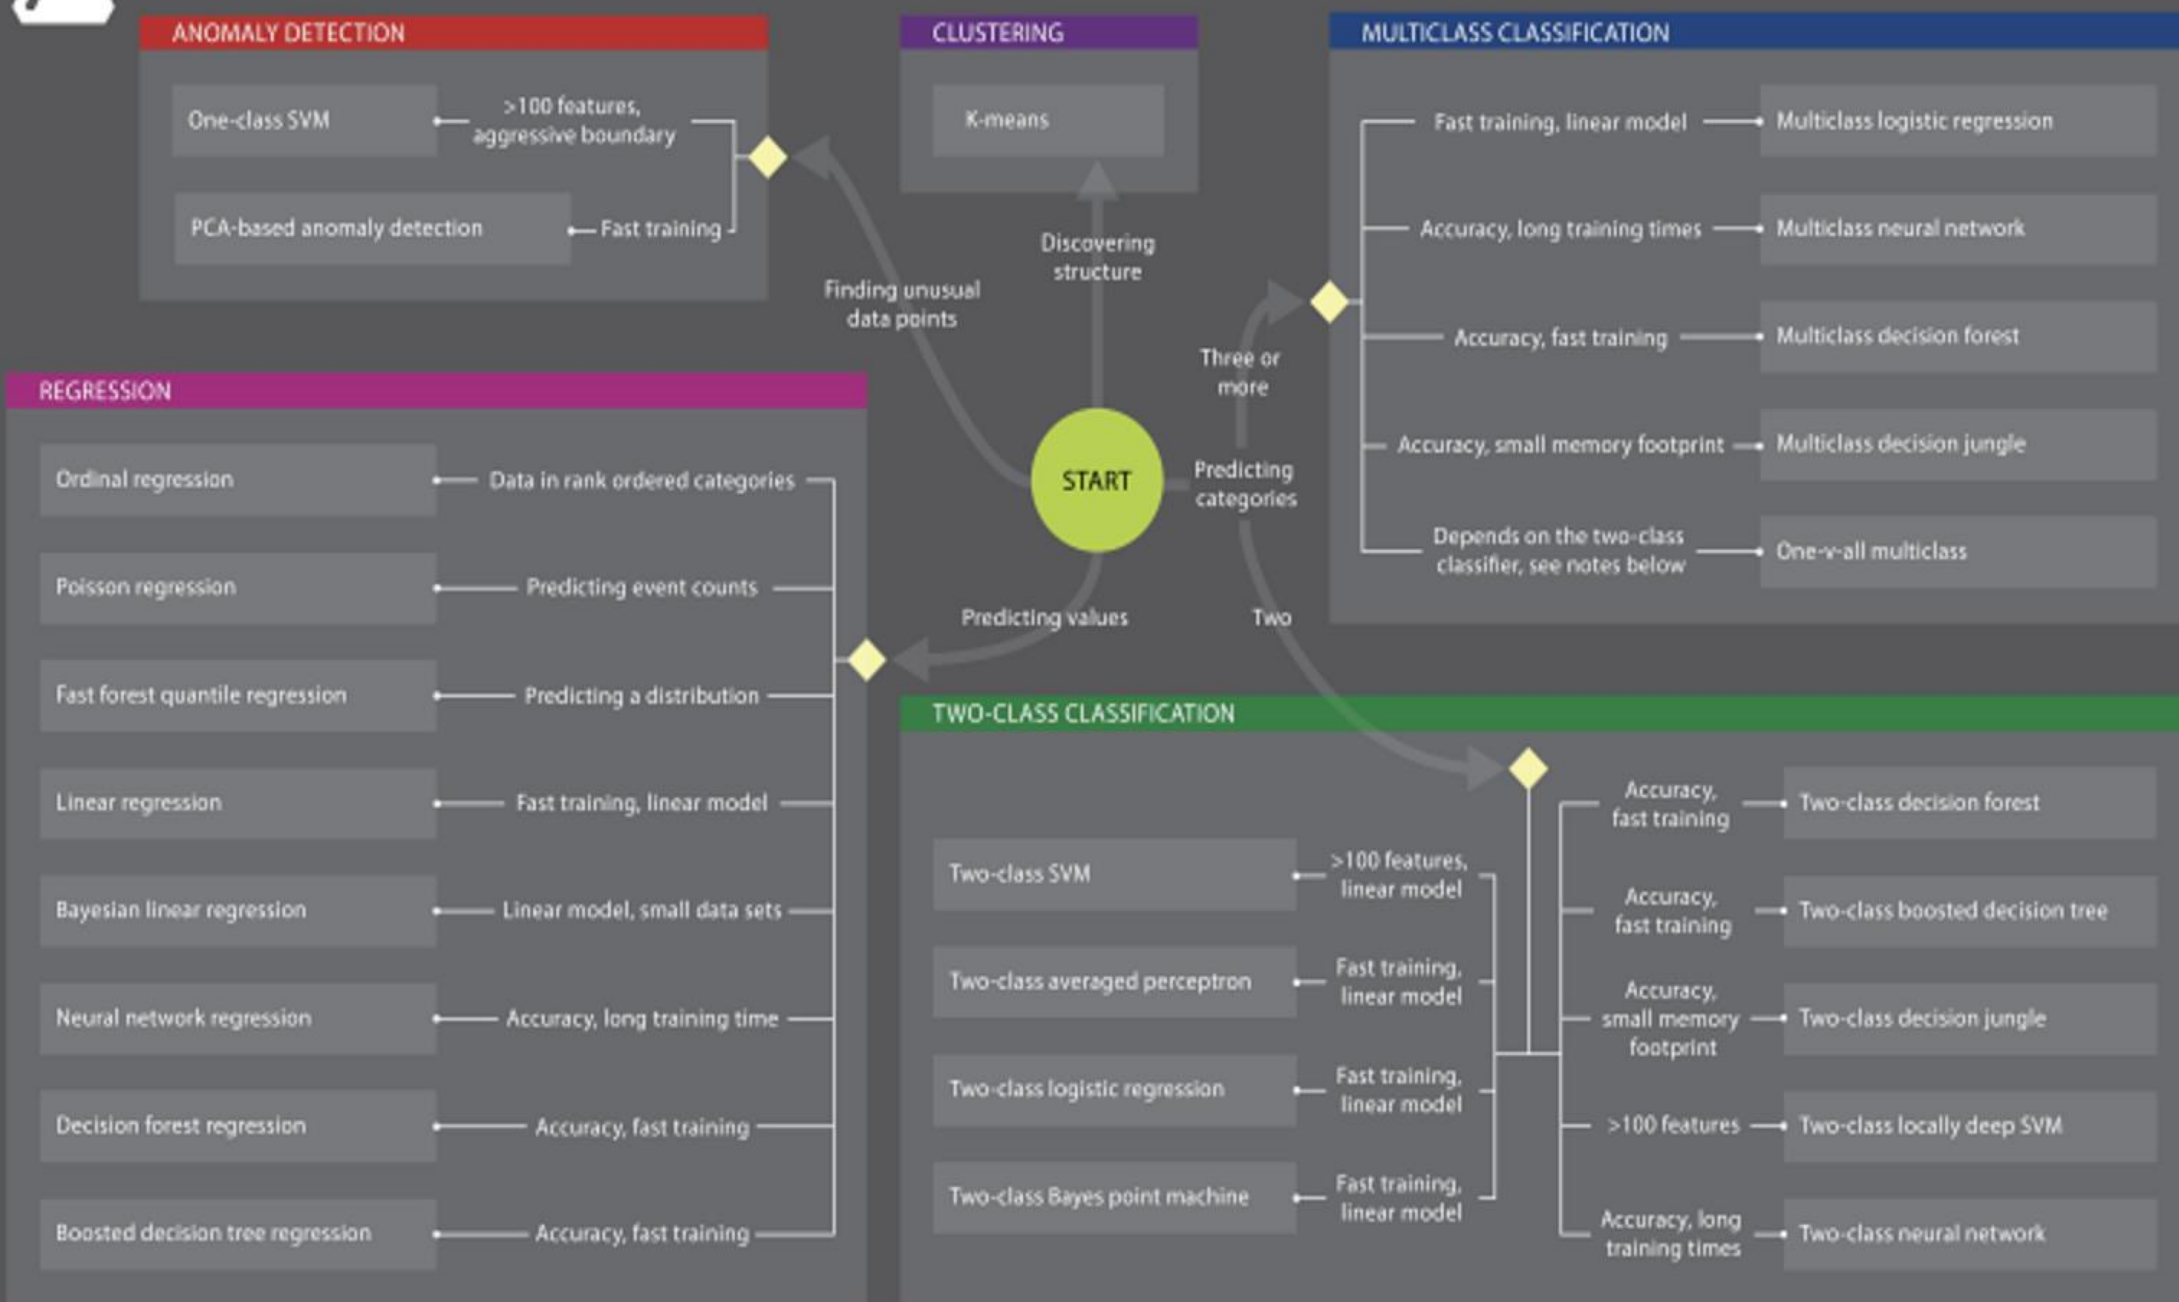 ANOMALY DETECTION
One-class SVM
>100 features,
aggressive boundary
PCA-based anomaly detection
Fast training
CLUSTERING
K-means
MULTICLASS CLASSIFICATION
Fast training, linear model
Multiclass logistic regression
Accuracy, long training times
Multiclass neural network
Accuracy, fast training
Multiclass decision forest
Accuracy, small memory footprint
Multiclass decision jungle
Depends on the two-class
classifier, see notes below
One-v-all multiclass
Finding unusual
data points
Discovering
structure
Three or
more
START
Predicting
categories
Predicting values
Two
REGRESSION
Ordinal regression
Data in rank ordered categories
Poisson regression
Predicting event counts
Fast forest quantile regression
Predicting a distribution
Linear regression
Fast training, linear model
Bayesian linear regression
Linear model, small data sets
Neural network regression
Accuracy, long training time
Decision forest regression
Accuracy, fast training
Boosted decision tree regression
Accuracy, fast training
TWO-CLASS CLASSIFICATION
Two-class SVM
>100 features,
linear model
Two-class averaged perceptron
Fast training,
linear model
Two-class logistic regression
Fast training,
linear model
Two-class Bayes point machine
Fast training,
linear model
Accuracy,
fast training
Two-class decision forest
Accuracy,
fast training
Two-class boosted decision tree
Accuracy,
small memory
footprint
Two-class decision jungle
>100 features
Two-class locally deep SVM
Accuracy, long
training times
Two-class neural network